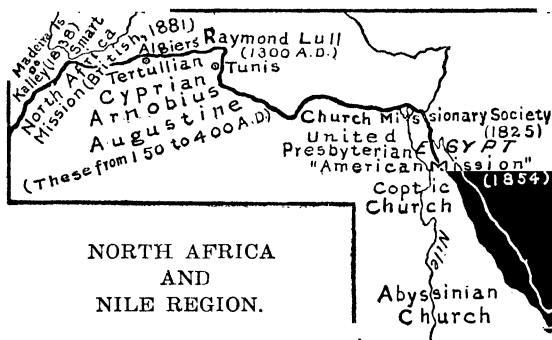 Madeira Is
Kalley (1838)
Smart
North Africa
Mission (British, 1881)
Algiers
Raymond Lull
(1300 A.D.)
Tunis
Tertullian
Cyprian
Arnobius
Augustine
(These from 150 to 400 A.D.)
Church Missionary Society
(1825)
United
Presbyterian
EGYPT
"American Mission"
(1854)
Coptic
Church
Nile
Abyssinian
Church
NORTH AFRICA
AND
NILE REGION.